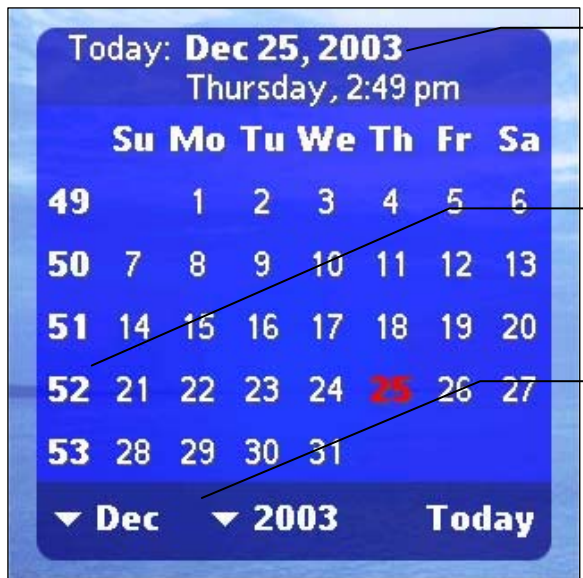 Today: Dec 25, 2003
Thursday, 2:49 pm
Su Mo Tu We Th Fr Sa
49 1 2 3 4 5 6
50 7 8 9 10 11 12 13
51 14 15 16 17 18 19 20
52 21 22 23 24 25 26 27
53 28 29 30 31
Dec 2003 Today